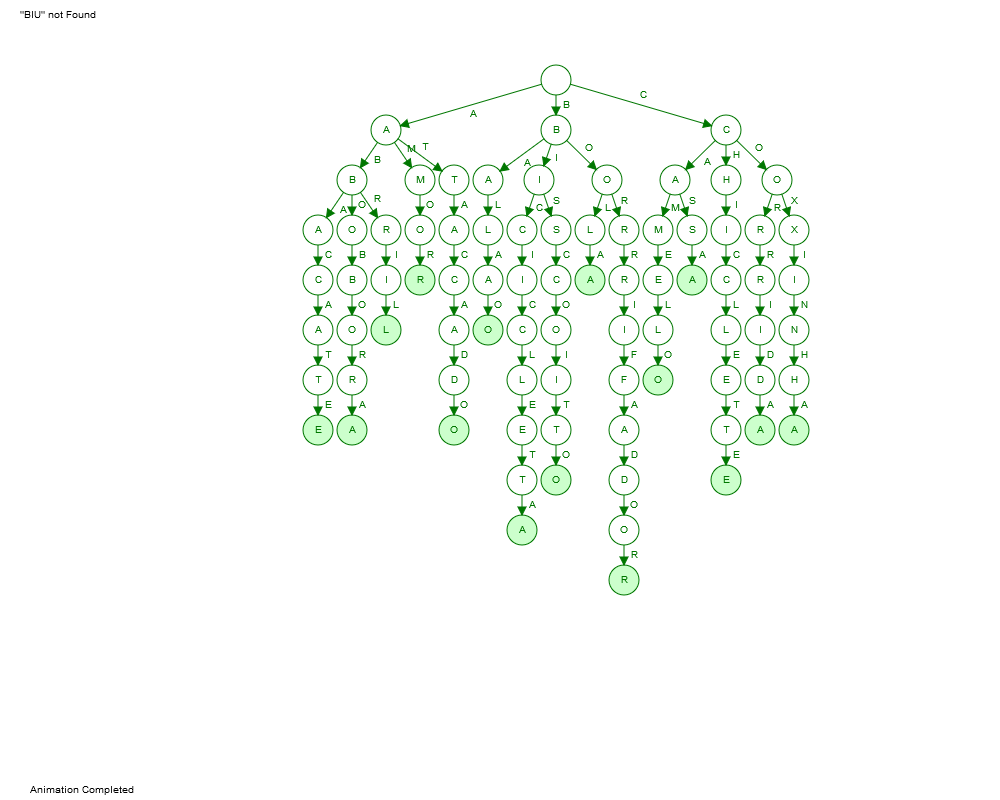 "BIU" not Found
C
B
A
A B C
B M T A I O A H O
B M T A I O A H O
A O R O A L C S L R M S I R X
A O R O A L C S L R M S I R X
C B I R C A I C A R E A C R I
C B I R C A I C A R E A C R I
A O L A O C O I L L I N
A O L A O C O I L L I N
T R D L I F O E D H
T R D L I F O E D H
E A O E T A T A A
E A O E T A T A A
T O D E
T O D E
A O
A O
R
R
Animation Completed